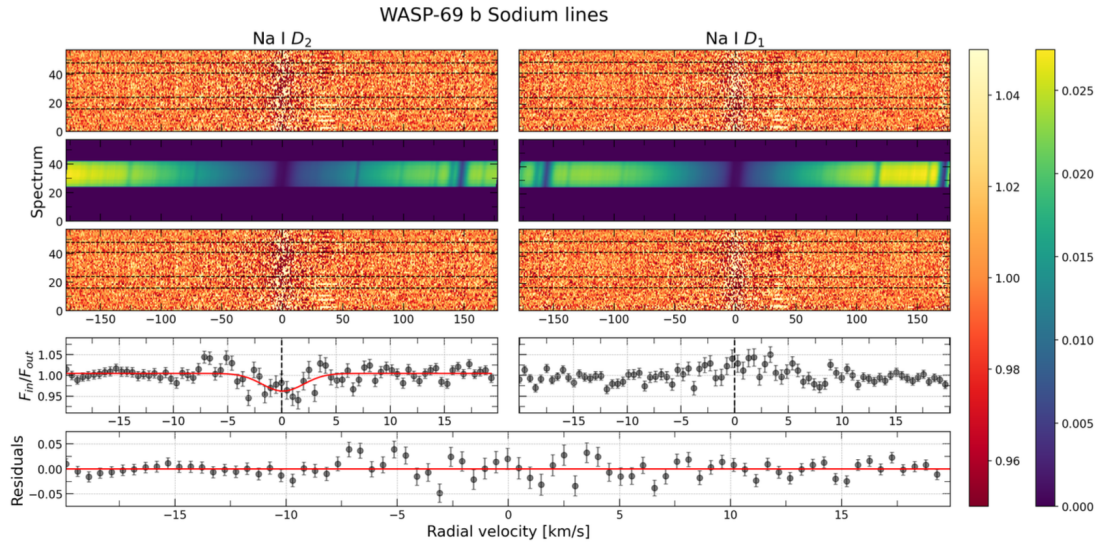 WASP-69 b Sodium lines
Na I D₂
Na I D₁
40
20
0
Spectrum
40
20
0
40
20
0
−150 −100 −50 0 50 100 150
−150 −100 −50 0 50 100 150
1.04
1.02
1.00
0.98
0.96
0.025
0.020
0.015
0.010
0.005
0.000
F_in/F_out
1.05
1.00
0.95
−15 −10 −5 0 5 10 15
−15 −10 −5 0 5 10 15
Residuals
0.05
0.00
−0.05
−15 −10 −5 0 5 10 15
Radial velocity [km/s]